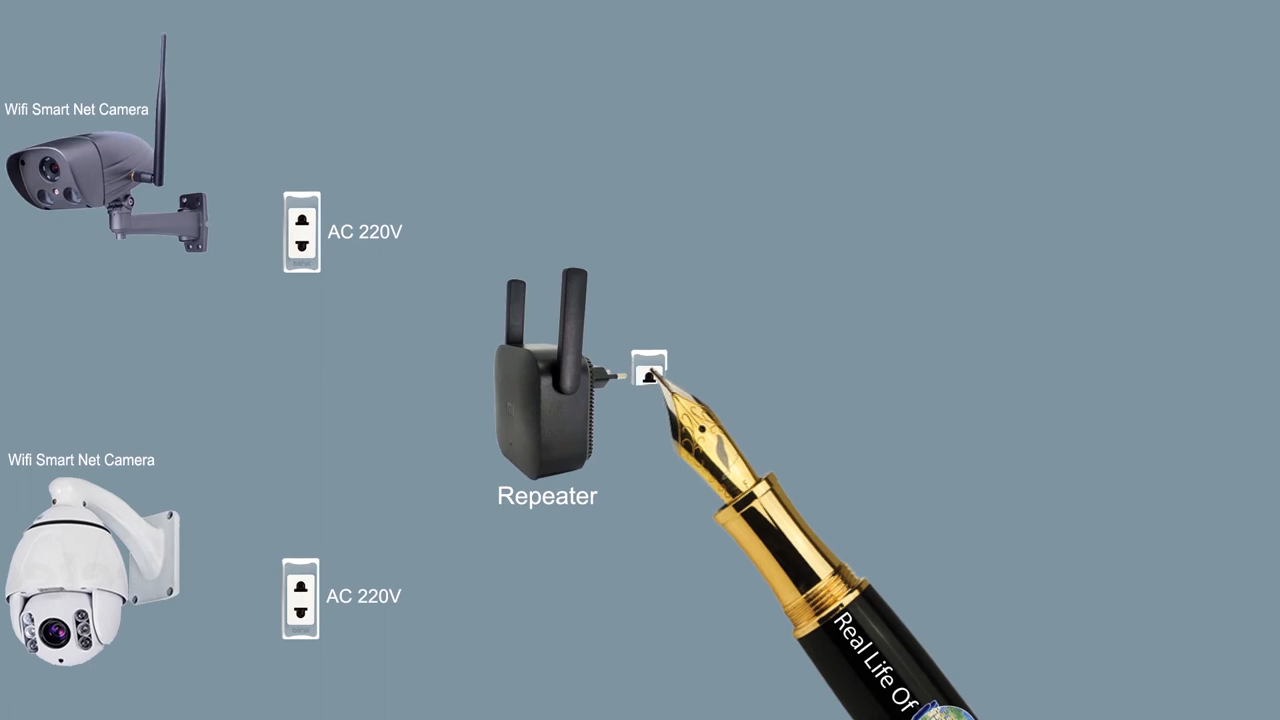 Wifi Smart Net Camera
AC 220V
Repeater
Wifi Smart Net Camera
AC 220V
Real Life Of